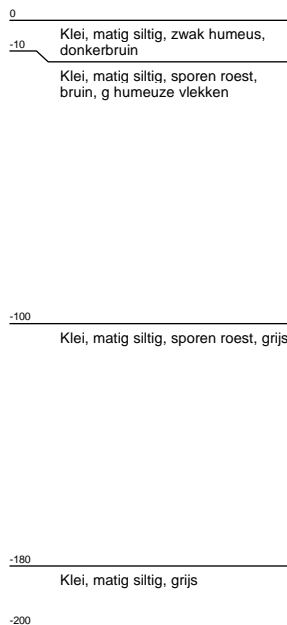 0
Klei, matig siltig, zwak humeus,
donkerbruin
-10
Klei, matig siltig, sporen roest,
bruin, g humeuze vlekken
-100
Klei, matig siltig, sporen roest, grijs
-180
Klei, matig siltig, grijs
-200